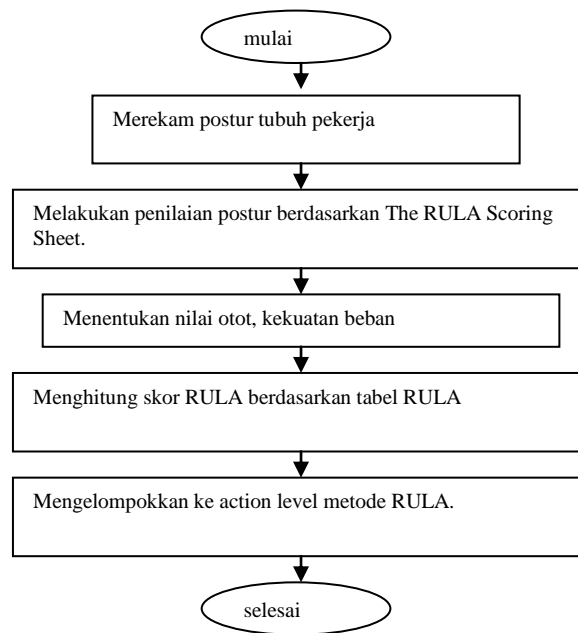 mulai
Merekam postur tubuh pekerja
Melakukan penilaian postur berdasarkan The RULA Scoring
Sheet.
Menentukan nilai otot, kekuatan beban
Menghitung skor RULA berdasarkan tabel RULA
Mengelompokkan ke action level metode RULA.
selesai